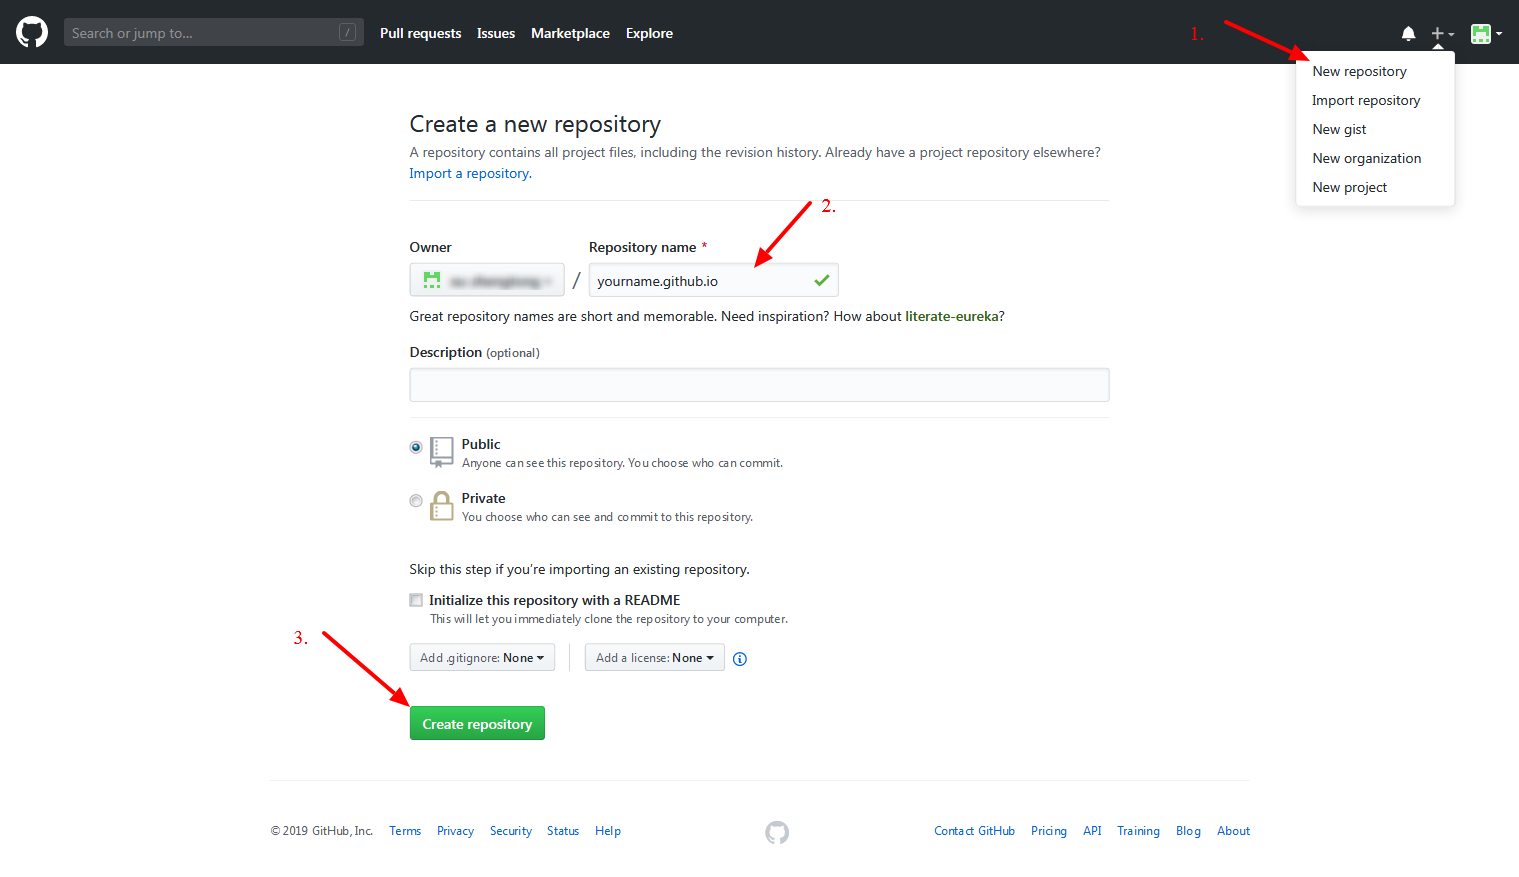 Search or jump to... /
Pull requests Issues Marketplace Explore
1.
New repository
Import repository
New gist
New organization
New project
Create a new repository
A repository contains all project files, including the revision history. Already have a project repository elsewhere?
Import a repository.
2.
Owner Repository name *
/ yourname.github.io
Great repository names are short and memorable. Need inspiration? How about literate-eureka?
Description (optional)
Public
Anyone can see this repository. You choose who can commit.
Private
You choose who can see and commit to this repository.
Skip this step if you're importing an existing repository.
Initialize this repository with a README
This will let you immediately clone the repository to your computer.
3.
Add .gitignore: None Add a license: None
Create repository
© 2019 GitHub, Inc. Terms Privacy Security Status Help Contact GitHub Pricing API Training Blog About